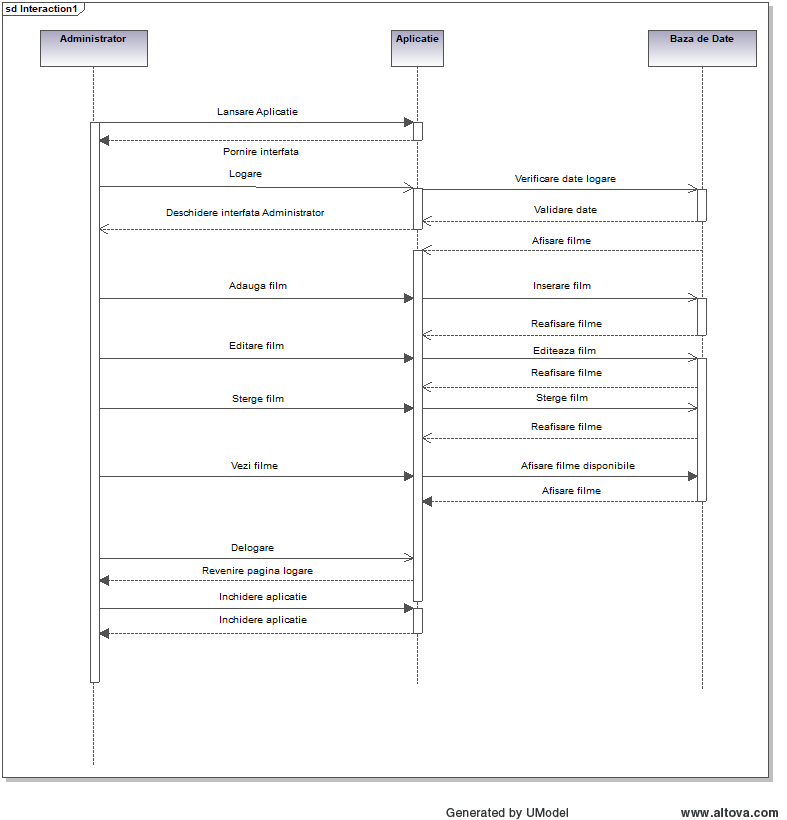 sd Interaction1
Administrator
Aplicatie
Baza de Date
Lansare Aplicatie
Pornire interfata
Logare
Verificare date logare
Validare date
Deschidere interfata Administrator
Afisare filme
Adauga film
Inserare film
Reafisare filme
Editare film
Editeaza film
Reafisare filme
Sterge film
Sterge film
Reafisare filme
Vezi filme
Afisare filme disponibile
Afisare filme
Delogare
Revenire pagina logare
Inchidere aplicatie
Inchidere aplicatie
Generated by UModel
www.altova.com